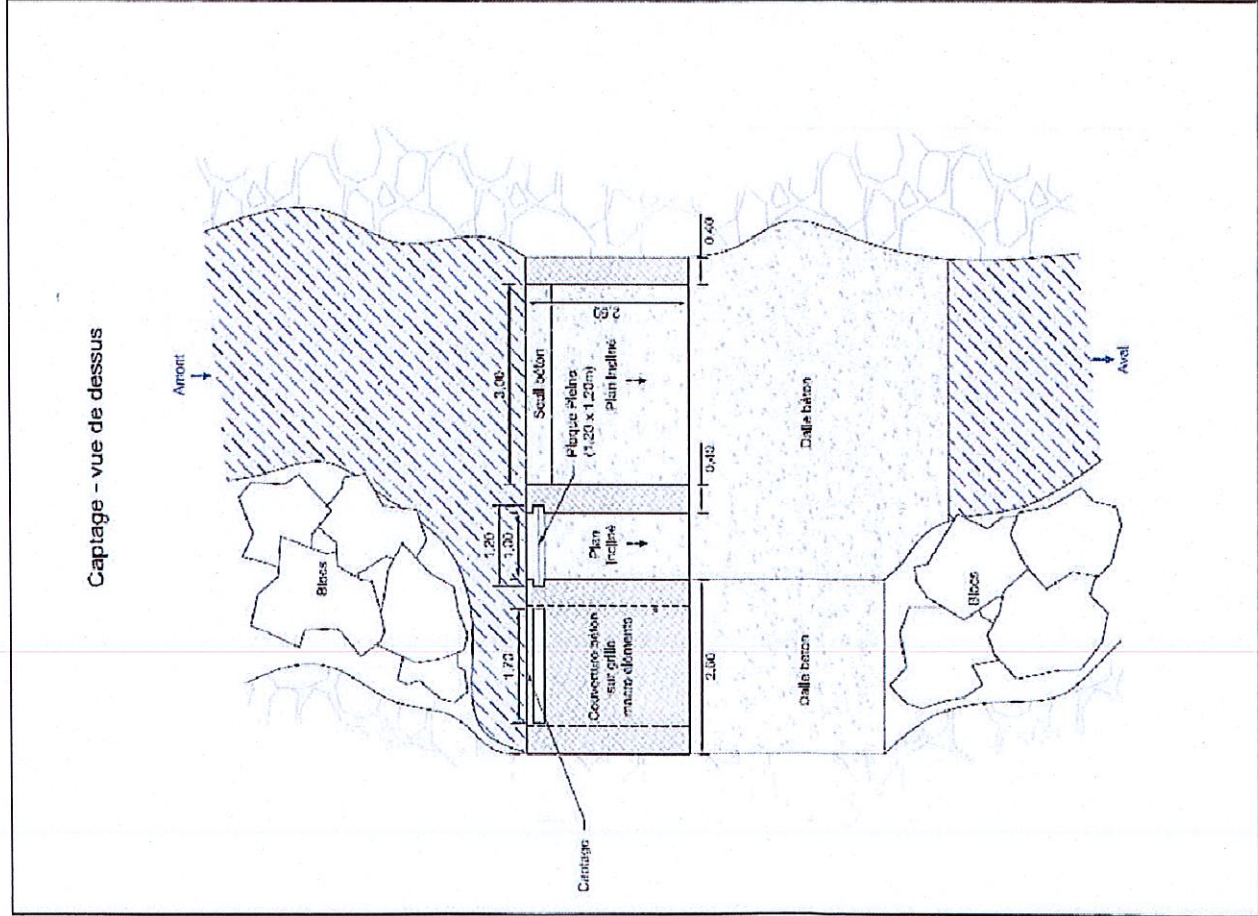 Captage - vue de dessus
Amont
Blocs
3,00
Seuil béton
Plaque Pleine
(1,20 x 1,20m)
Plan Incliné
0,40
1,20
1,00
0,40
Plan
Incliné
1,70
Couverture béton
sur grille
macro éléments
2,60
Captage
Dalle béton
Dalle béton
Blocs
Aval